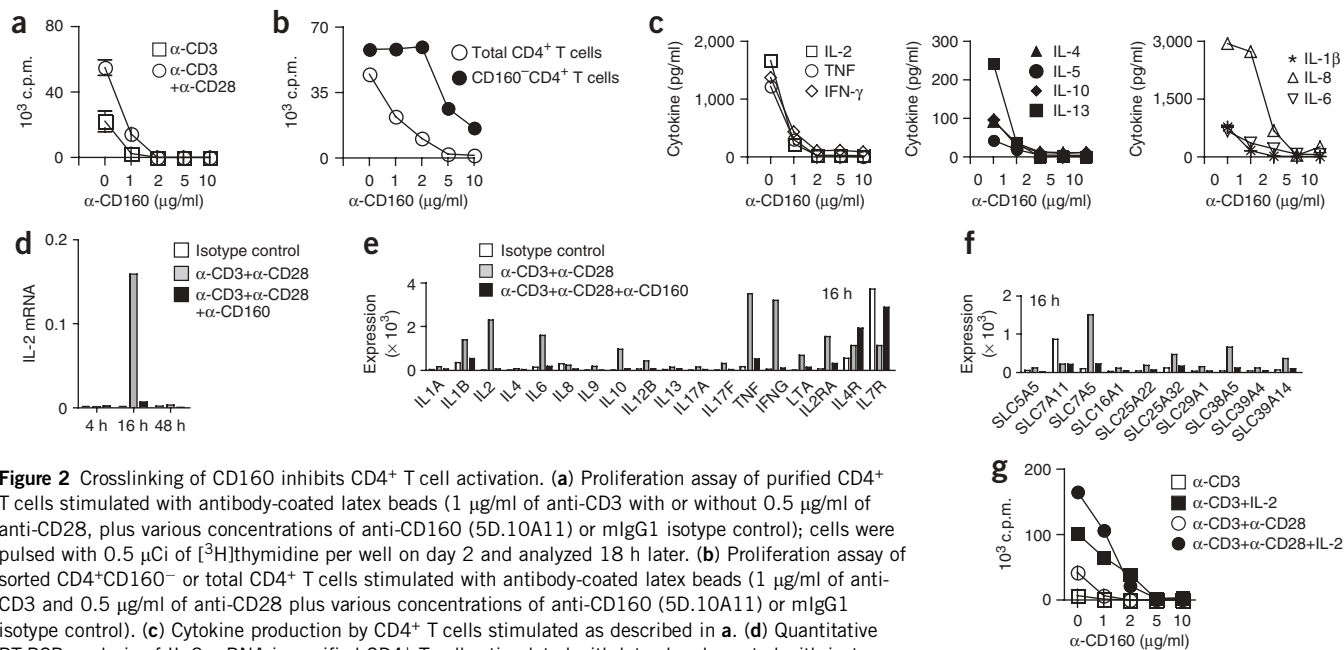 a
80
40
0
10³ c.p.m.
α-CD3
α-CD3
+α-CD28
0 1 2 5 10
α-CD160 (μg/ml)
b
70
35
0
10³ c.p.m.
Total CD4⁺ T cells
CD160⁻CD4⁺ T cells
0 1 2 5 10
α-CD160 (μg/ml)
c
2,000
1,000
0
Cytokine (pg/ml)
IL-2
TNF
IFN-γ
0 1 2 5 10
α-CD160 (μg/ml)
300
200
100
0
Cytokine (pg/ml)
IL-4
IL-5
IL-10
IL-13
0 1 2 5 10
α-CD160 (μg/ml)
3,000
1,500
0
Cytokine (pg/ml)
IL-1β
IL-8
IL-6
0 1 2 5 10
α-CD160 (μg/ml)
d
0.2
0.1
0
IL-2 mRNA
Isotype control
α-CD3+α-CD28
α-CD3+α-CD28
+α-CD160
4 h 16 h 48 h
e
4
2
0
Expression
(× 10³)
Isotype control
α-CD3+α-CD28
α-CD3+α-CD28+α-CD160
16 h
IL1A IL1B IL2 IL4 IL6 IL8 IL9 IL10 IL12B IL13 IL17A IL17F TNF IFNG LTA IL2RA IL4R IL7R
f
2
1
0
Expression
(× 10³)
16 h
SLC5A5 SLC7A11 SLC7A5 SLC16A1 SLC25A22 SLC25A32 SLC29A1 SLC38A5 SLC39A4 SLC39A14
g
200
100
0
10³ c.p.m.
α-CD3
α-CD3+IL-2
α-CD3+α-CD28
α-CD3+α-CD28+IL-2
0 1 2 5 10
α-CD160 (μg/ml)
Figure 2 Crosslinking of CD160 inhibits CD4⁺ T cell activation. (a) Proliferation assay of purified CD4⁺
T cells stimulated with antibody-coated latex beads (1 μg/ml of anti-CD3 with or without 0.5 μg/ml of
anti-CD28, plus various concentrations of anti-CD160 (5D.10A11) or mIgG1 isotype control); cells were
pulsed with 0.5 μCi of [³H]thymidine per well on day 2 and analyzed 18 h later. (b) Proliferation assay of
sorted CD4⁺CD160⁻ or total CD4⁺ T cells stimulated with antibody-coated latex beads (1 μg/ml of anti-
CD3 and 0.5 μg/ml of anti-CD28 plus various concentrations of anti-CD160 (5D.10A11) or mIgG1
isotype control). (c) Cytokine production by CD4⁺ T cells stimulated as described in a. (d) Quantitative